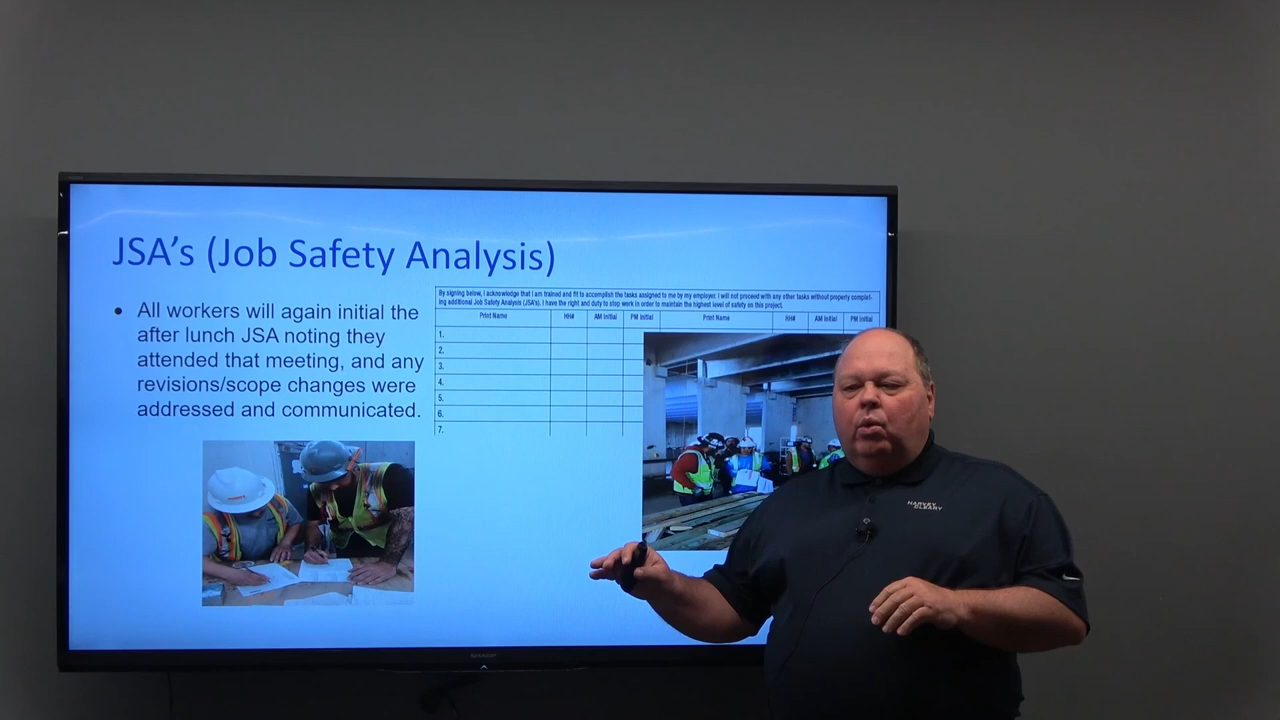 JSA's (Job Safety Analysis)
• All workers will again initial the
after lunch JSA noting they
attended that meeting, and any
revisions/scope changes were
addressed and communicated.
By signing below, I acknowledge that I am trained and fit to accomplish the tasks assigned to me by my employer. I will not proceed with any other tasks without properly complet-
ing additional Job Safety Analysis (JSA's). I have the right and duty to stop work in order to maintain the highest level of safety on this project.
Print Name HH# AM Initial PM Initial Print Name HH# AM Initial PM Initial
1.
2.
3.
4.
5.
6.
7.
HARVEY
CLEARY
SHARP